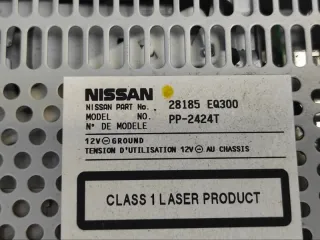 NISSAN
NISSAN PART No. 28185 EQ300
MODEL NO. PP-2424T
N° DE MODELE
12V ⊖ GROUND
TENSION D'UTILISATION 12V ⊖ AU CHASSIS
CLASS 1 LASER PRODUCT